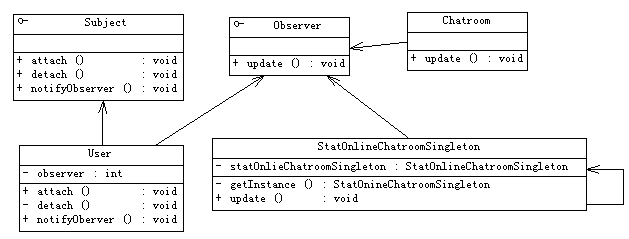 Subject
+ attach () : void
+ detach () : void
+ notifyObserver () : void
Observer
+ update () : void
Chatroom
+ update () : void
User
- observer : int
+ attach () : void
- detach () : void
+ notifyOberver () : void
StatOnlineChatroomSingleton
- statOnlieChatroomSingleton : StatOnlineChatroomSingleton
- getInstance () : StatOnineChatroomSingleton
+ update () : void